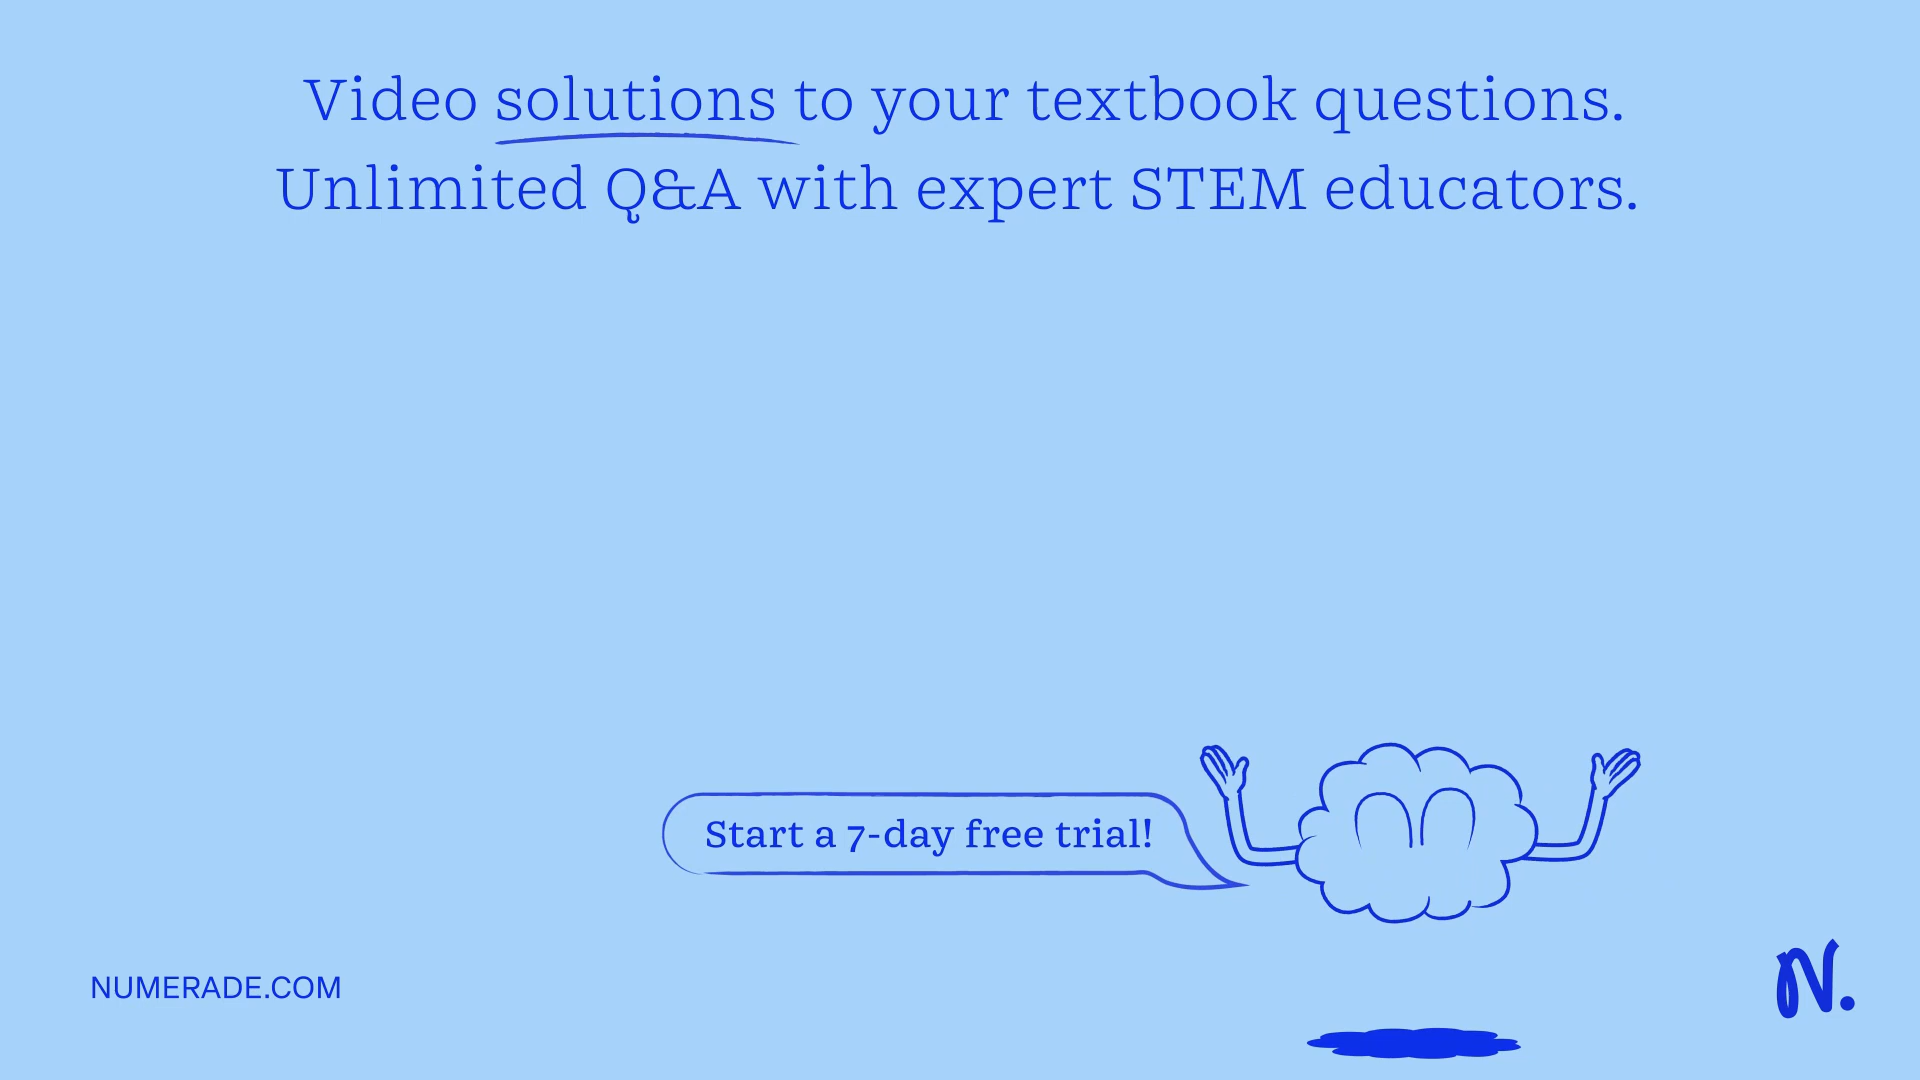 Video solutions to your textbook questions.
Unlimited Q&A with expert STEM educators.
Start a 7-day free trial!
NUMERADE.COM
N.